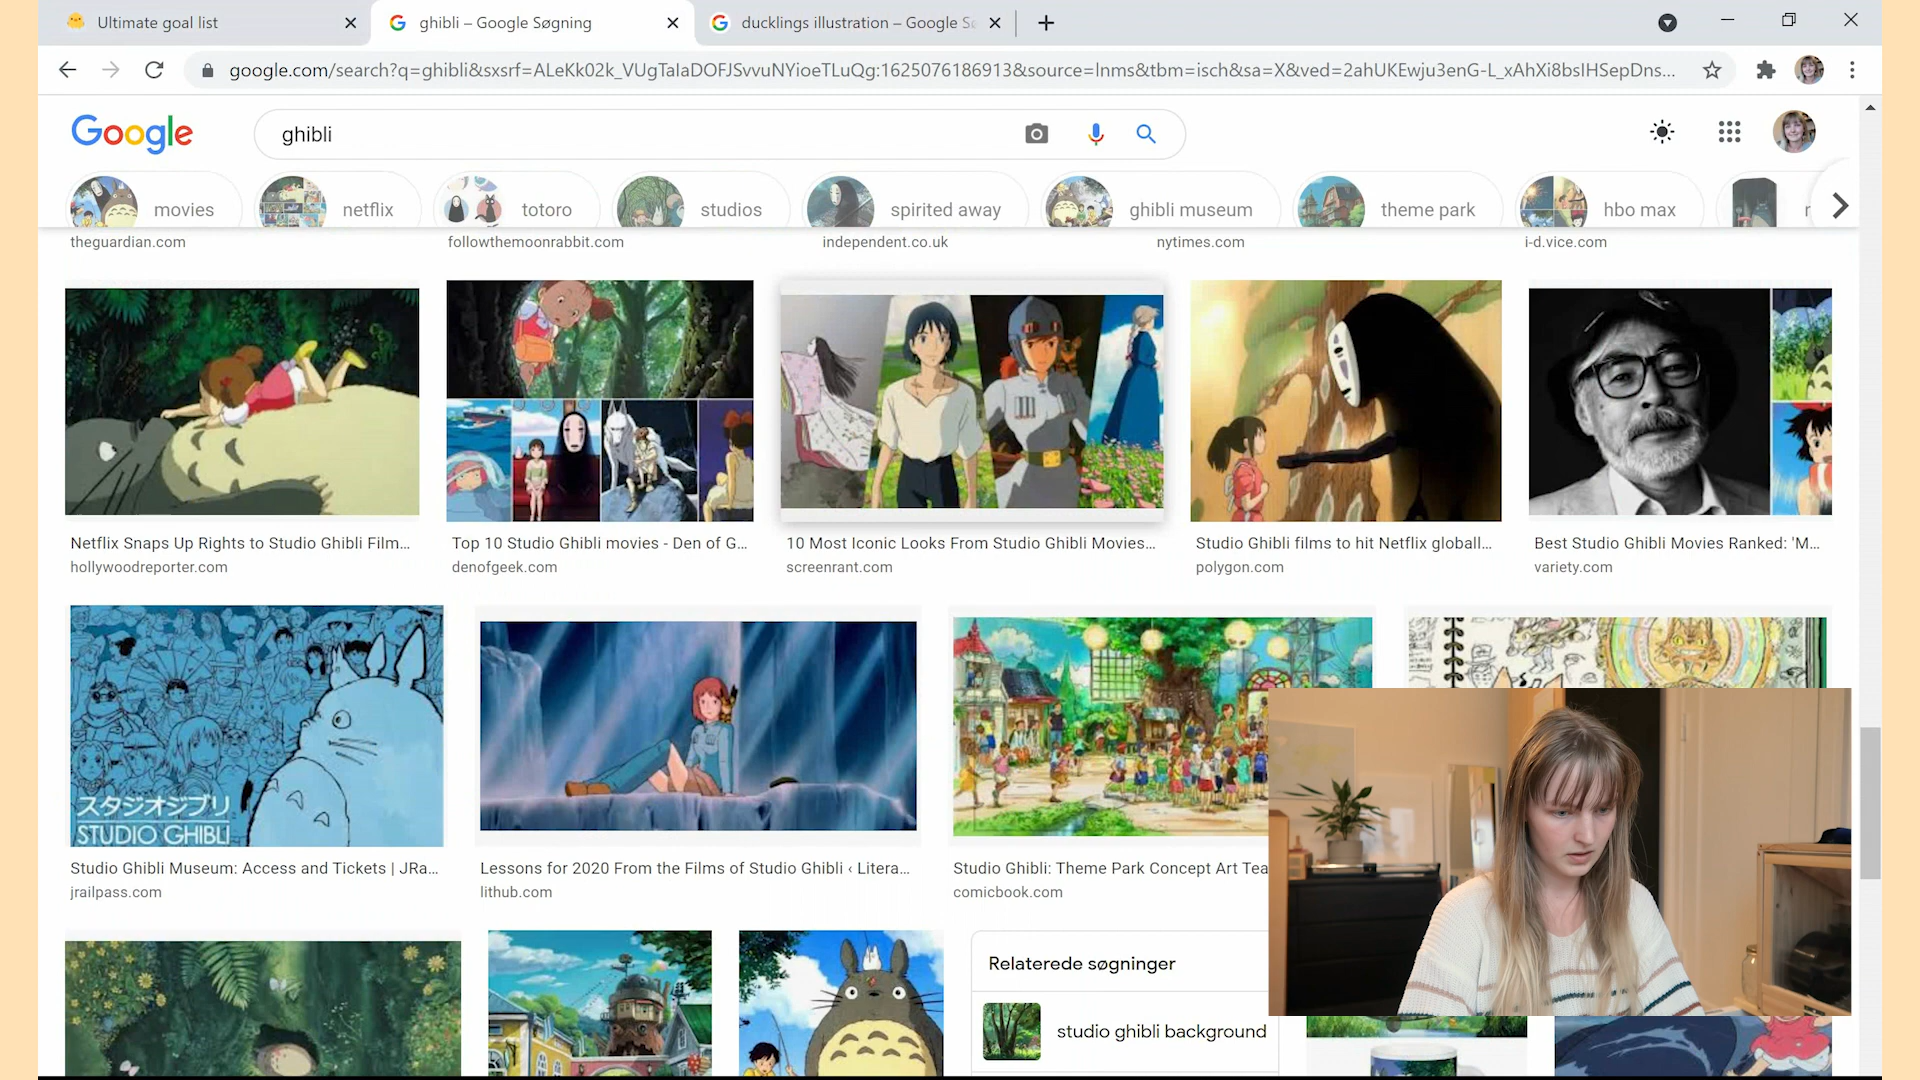 Ultimate goal list
ghibli – Google Søgning
ducklings illustration – Google S
google.com/search?q=ghibli&sxsrf=ALeKk02k_VUgTalaDOFJSvvuNYioeTLuQg:1625076186913&source=lnms&tbm=isch&sa=X&ved=2ahUKEwju3enG-L_xAhXi8bsIHSepDns...
Google
ghibli
movies
netflix
totoro
studios
spirited away
ghibli museum
theme park
hbo max
theguardian.com
followthemoonrabbit.com
independent.co.uk
nytimes.com
i-d.vice.com
Netflix Snaps Up Rights to Studio Ghibli Film...
Top 10 Studio Ghibli movies - Den of G...
10 Most Iconic Looks From Studio Ghibli Movies...
Studio Ghibli films to hit Netflix globall...
Best Studio Ghibli Movies Ranked: 'M...
hollywoodreporter.com
denofgeek.com
screenrant.com
polygon.com
variety.com
スタジオジブリ
STUDIO GHIBLI
Studio Ghibli Museum: Access and Tickets | JRa...
Lessons for 2020 From the Films of Studio Ghibli ‹ Litera...
Studio Ghibli: Theme Park Concept Art Tea
jrailpass.com
lithub.com
comicbook.com
Relaterede søgninger
studio ghibli background